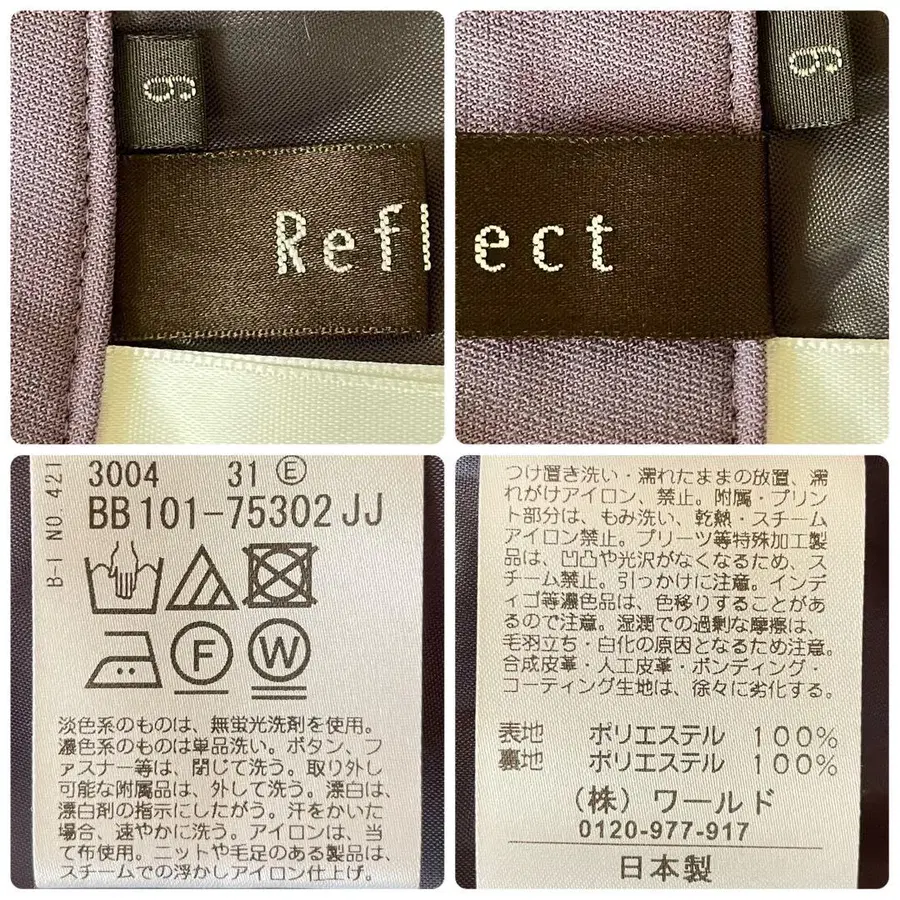 9
Refl
9
ect
B-I NO.421
3004 31 Ⓔ
BB101-75302JJ
F
W
淡色系のものは、無蛍光洗剤を使用。
濃色系のものは単品洗い。ボタン、フ
ァスナー等は、閉じて洗う。取り外し
可能な附属品は、外して洗う。漂白は、
漂白剤の指示にしたがう。汗をかいた
場合、速やかに洗う。アイロンは、当
て布使用。ニットや毛足のある製品は、
スチームでの浮かしアイロン仕上げ。
つけ置き洗い・濡れたままの放置、濡
れがけアイロン、禁止。附属・プリン
ト部分は、もみ洗い、乾熱・スチーム
アイロン禁止。プリーツ等特殊加工製
品は、凹凸や光沢がなくなるため、ス
チーム禁止。引っかけに注意。インデ
ィゴ等濃色品は、色移りすることがあ
るので注意。湿潤での過剰な摩擦は、
毛羽立ち・白化の原因となるため注意。
合成皮革・人工皮革・ボンディング・
コーティング生地は、徐々に劣化する。
表地 ポリエステル 100%
裏地 ポリエステル 100%
(株) ワールド
0120-977-917
日本製